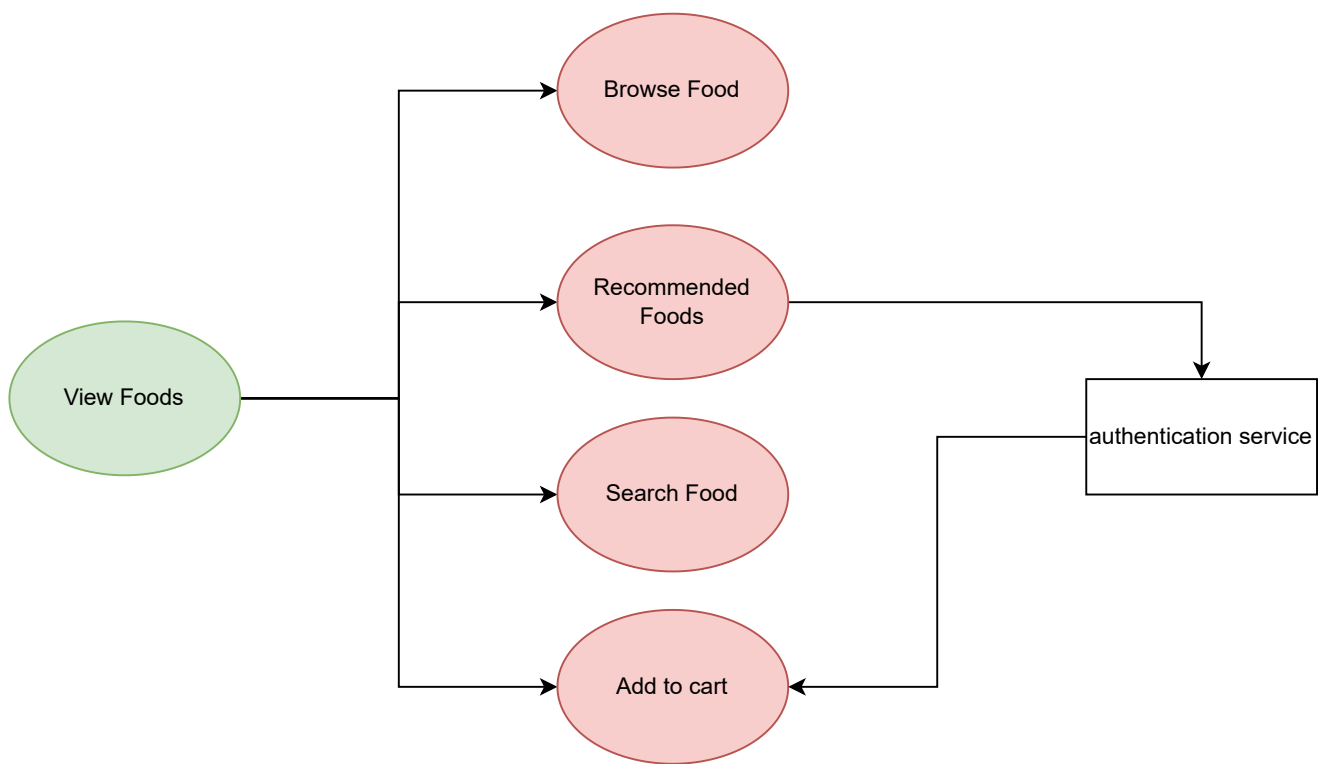 Browse Food
Recommended
Foods
View Foods
authentication service
Search Food
Add to cart